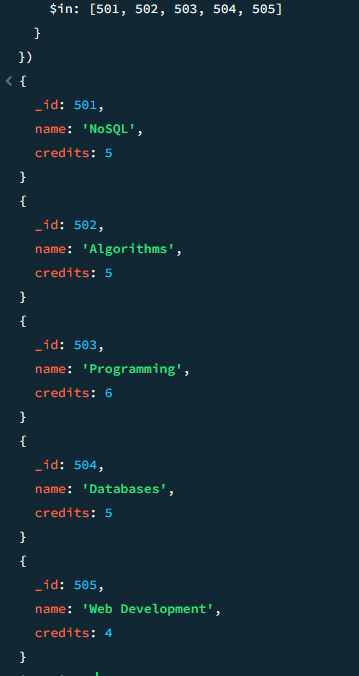 $in: [501, 502, 503, 504, 505]
}
})
< {
_id: 501,
name: 'NoSQL',
credits: 5
}
{
_id: 502,
name: 'Algorithms',
credits: 5
}
{
_id: 503,
name: 'Programming',
credits: 6
}
{
_id: 504,
name: 'Databases',
credits: 5
}
{
_id: 505,
name: 'Web Development',
credits: 4
}